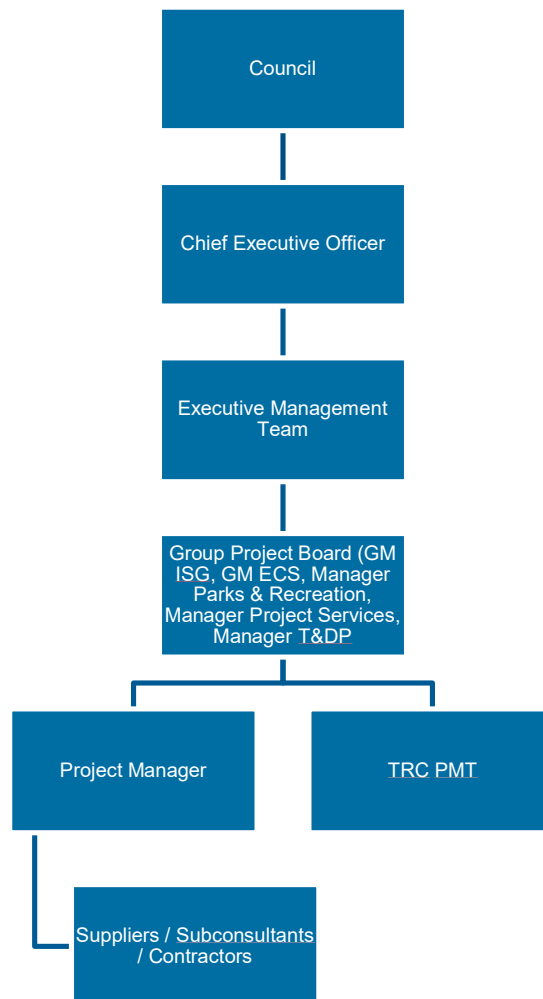 Council
Chief Executive Officer
Executive Management
Team
Group Project Board (GM
ISG, GM ECS, Manager
Parks & Recreation,
Manager Project Services,
Manager T&DP
Project Manager
TRC PMT
Suppliers / Subconsultants
/ Contractors